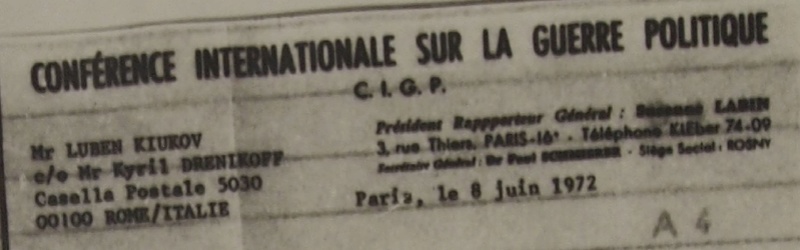 CONFÉRENCE INTERNATIONALE SUR LA GUERRE POLITIQUE
C. I. G. P.
Président Rapporteur Général : LABIN
3, rue Thiers, PARIS-16e - Téléphone KLEber 74-09
Secrétaire Général : Dr Paul - Siège Social : ROSNY
Mr LUBEN KIUKOV
c/o Mr Kyril DRENIKOFF
Casella Postale 5030
00100 ROME/ITALIE
Paris, le 8 juin 1972
A 4